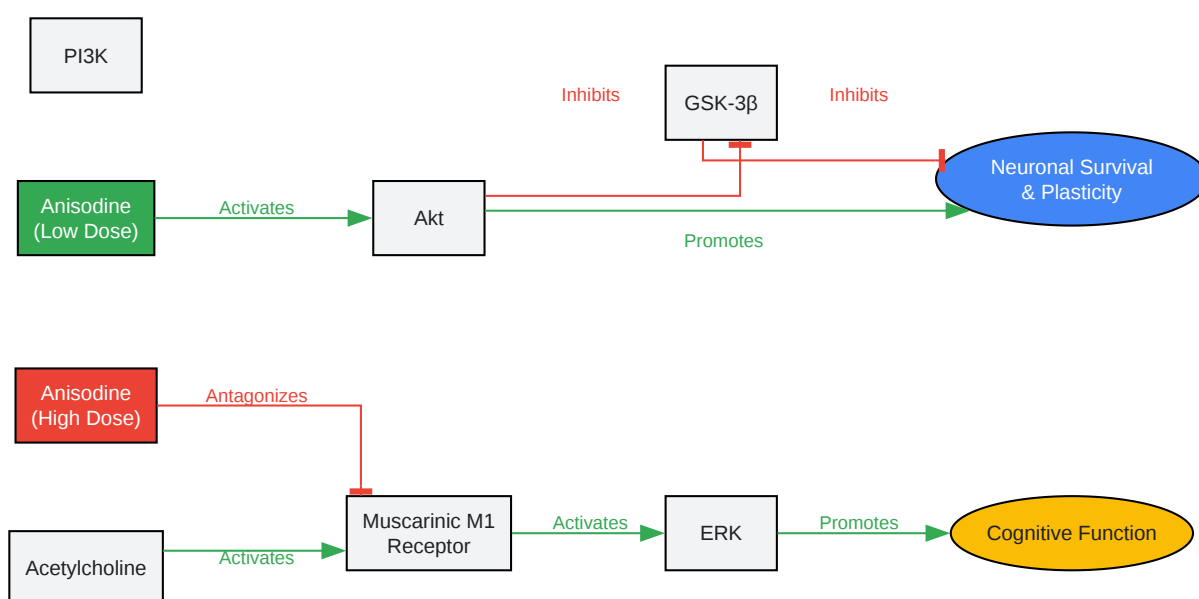 PI3K
Inhibits
GSK-3β
Inhibits
Neuronal Survival
& Plasticity
Anisodine
(Low Dose)
Activates
Akt
Promotes
Anisodine
(High Dose)
Antagonizes
Acetylcholine
Activates
Muscarinic M1
Receptor
Activates
ERK
Promotes
Cognitive Function